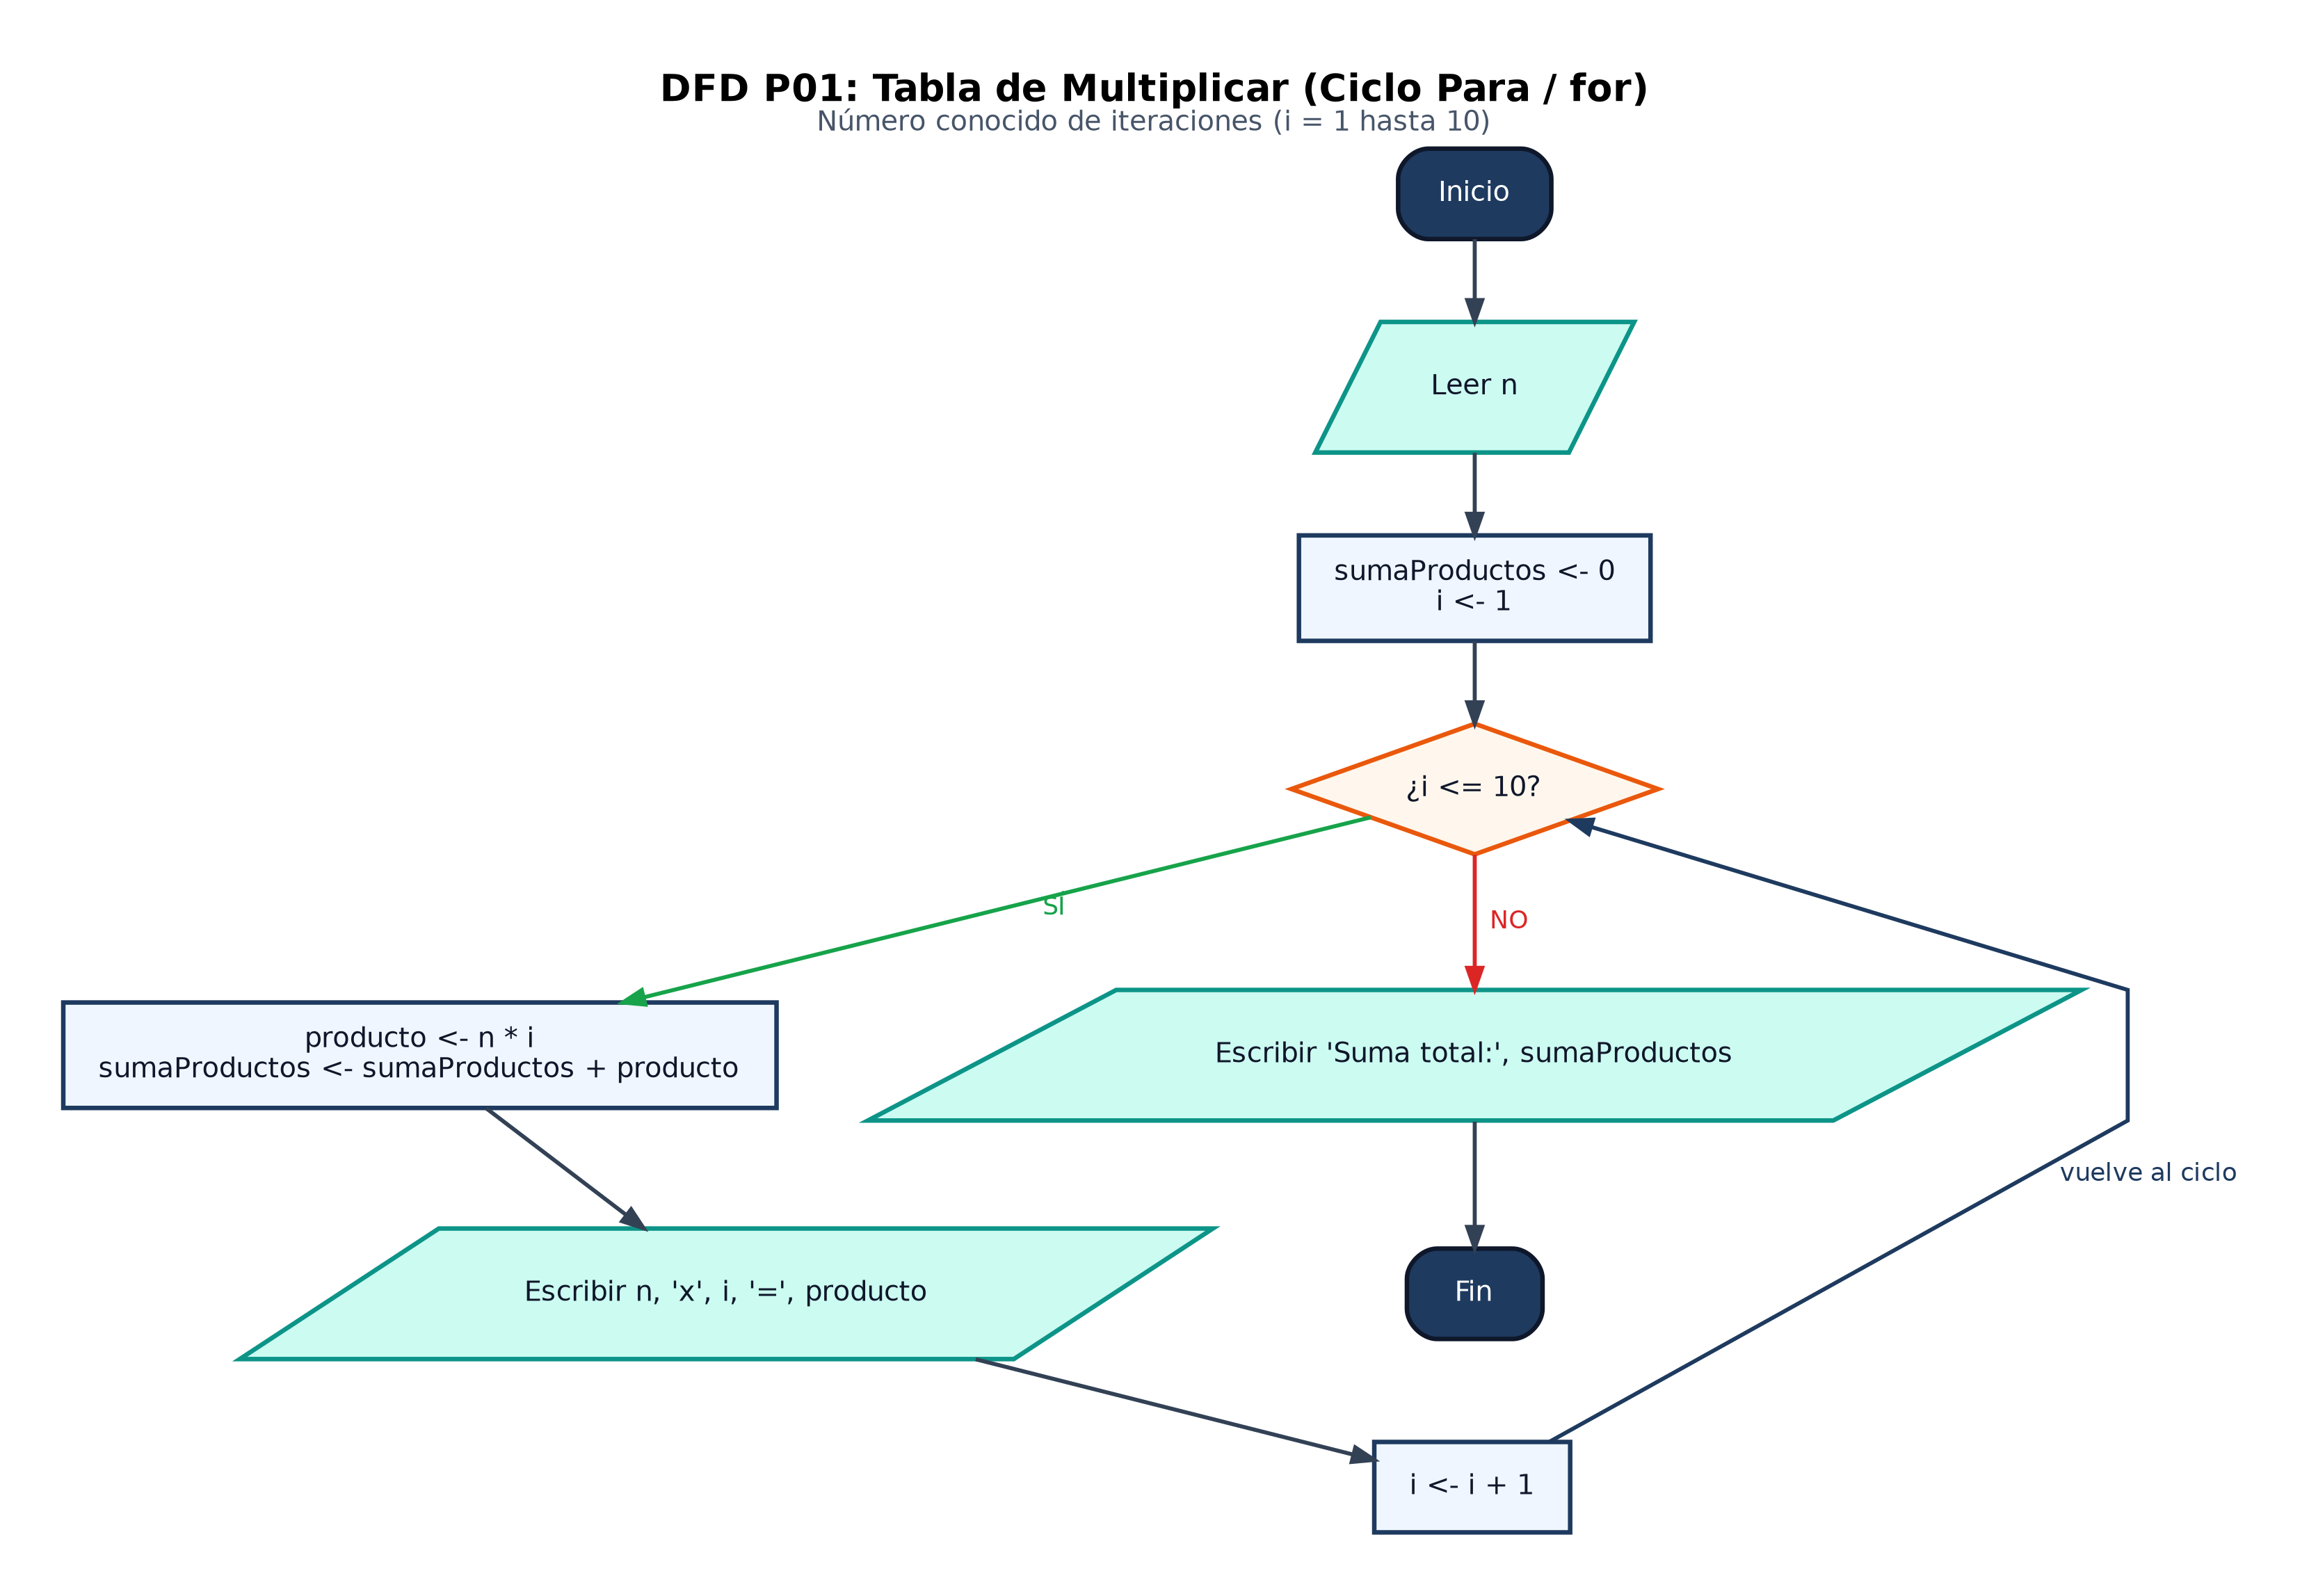 DFD P01: Tabla de Multiplicar (Ciclo Para / for)
Número conocido de iteraciones (i = 1 hasta 10)
Inicio
Leer n
sumaProductos <- 0
i <- 1
¿i <= 10?
SÍ
NO
producto <- n * i
sumaProductos <- sumaProductos + producto
Escribir 'Suma total:', sumaProductos
vuelve al ciclo
Escribir n, 'x', i, '=', producto
Fin
i <- i + 1